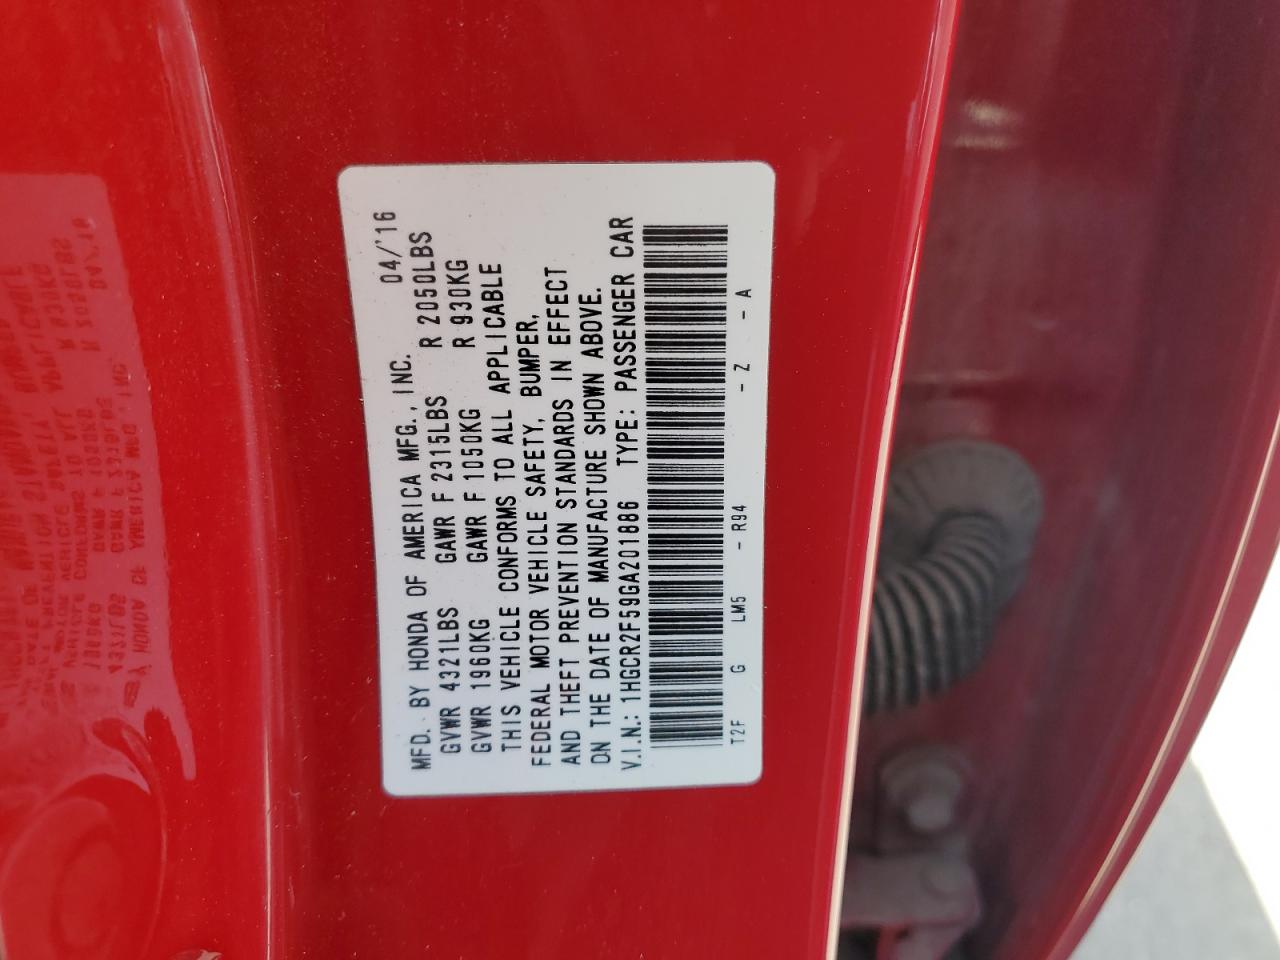 MFD. BY HONDA OF AMERICA MFG., INC. 04/'16
GVWR 4321LBS GAWR F 2315LBS R 2050LBS
GVWR 1960KG GAWR F 1050KG R 930KG
THIS VEHICLE CONFORMS TO ALL APPLICABLE
FEDERAL MOTOR VEHICLE SAFETY, BUMPER,
AND THEFT PREVENTION STANDARDS IN EFFECT
ON THE DATE OF MANUFACTURE SHOWN ABOVE.
V.I.N.: 1HGCR2F59GA201886 TYPE: PASSENGER CAR
T2F G LM5 - R94 - Z - A